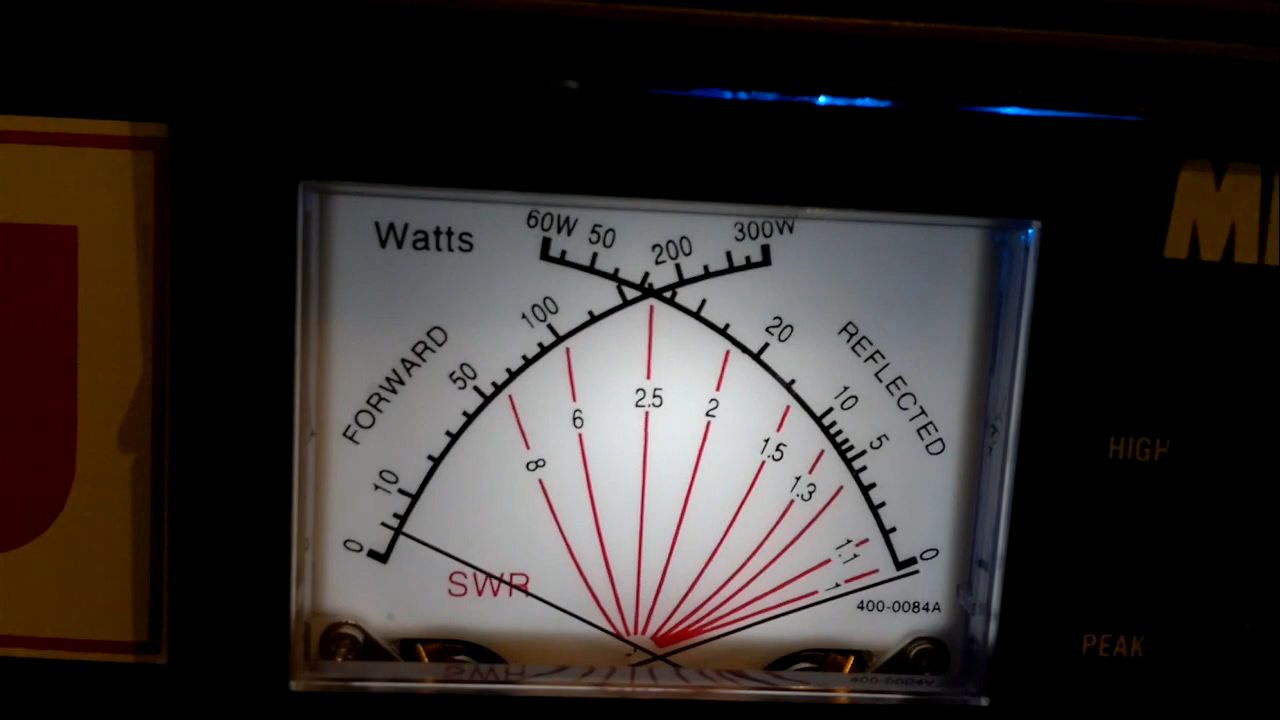 Watts
60W 50
200 300W
FORWARD
0 10 50 100
REFLECTED
20 10 5 0
8 6 2.5 2 1.5 1.3 1.1 1
SWR
400-0084A
HIGH
PEAK